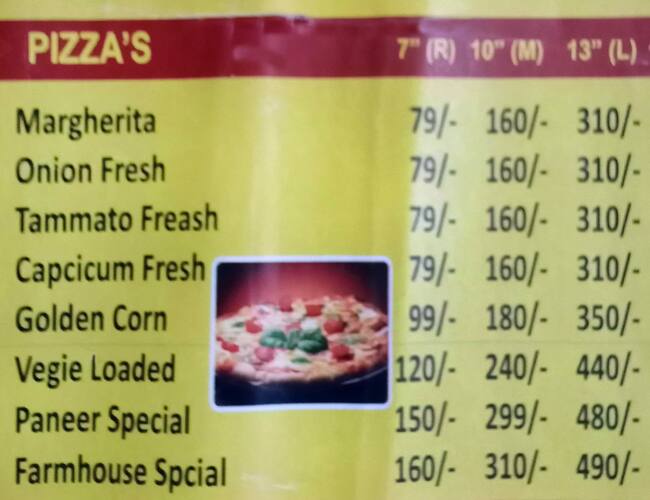 PIZZA'S 7" (R) 10" (M) 13" (L)
Margherita 79/- 160/- 310/-
Onion Fresh 79/- 160/- 310/-
Tammato Freash 79/- 160/- 310/-
Capcicum Fresh 79/- 160/- 310/-
Golden Corn 99/- 180/- 350/-
Vegie Loaded 120/- 240/- 440/-
Paneer Special 150/- 299/- 480/-
Farmhouse Spcial 160/- 310/- 490/-